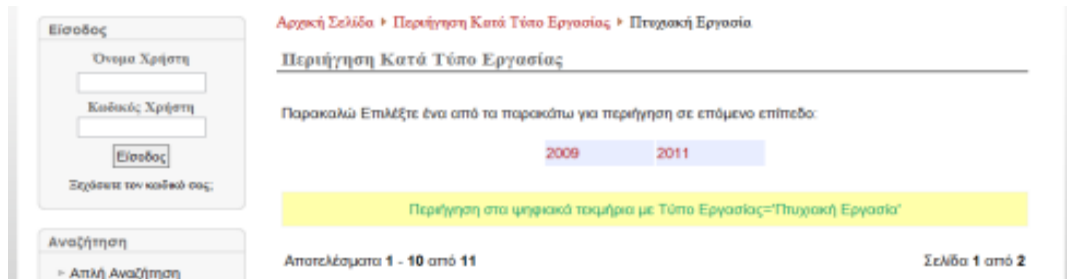 Είσοδος
Όνομα Χρήστη
Κωδικός Χρήστη
Είσοδος
Ξεχάσατε τον κωδικό σας;
Αναζήτηση
Απλή Αναζήτηση
Αρχική Σελίδα Περιήγηση Κατά Τύπο Εργασίας Πτυχιακή Εργασία
Περιήγηση Κατά Τύπο Εργασίας
Παρακαλώ Επιλέξτε ένα από τα παρακάτω για περιήγηση σε επόμενο επίπεδο:
2009 2011
Περιήγηση στα ψηφιακά τεκμήρια με Τύπο Εργασίας='Πτυχιακή Εργασία'
Αποτελέσματα 1 - 10 από 11 Σελίδα 1 από 2